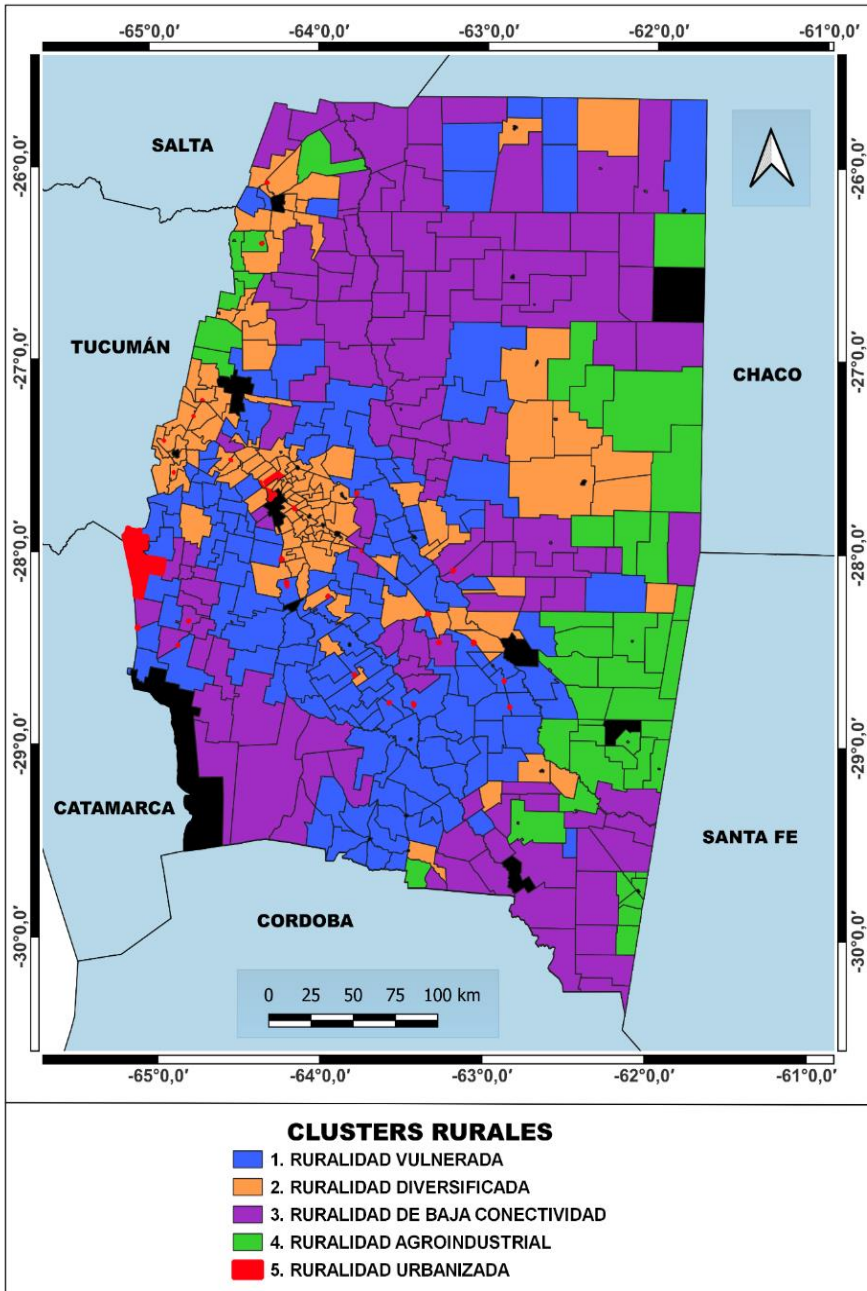 -65°0,0′ -64°0,0′ -63°0,0′ -62°0,0′ -61°0,0′
SALTA
-26°0,0′ -26°0,0′
TUCUMÁN
-27°0,0′ -27°0,0′
CHACO
-28°0,0′ -28°0,0′
-29°0,0′ -29°0,0′
CATAMARCA
SANTA FE
CORDOBA
-30°0,0′ -30°0,0′
0 25 50 75 100 km
-65°0,0′ -64°0,0′ -63°0,0′ -62°0,0′ -61°0,0′
CLUSTERS RURALES
1. RURALIDAD VULNERADA
2. RURALIDAD DIVERSIFICADA
3. RURALIDAD DE BAJA CONECTIVIDAD
4. RURALIDAD AGROINDUSTRIAL
5. RURALIDAD URBANIZADA